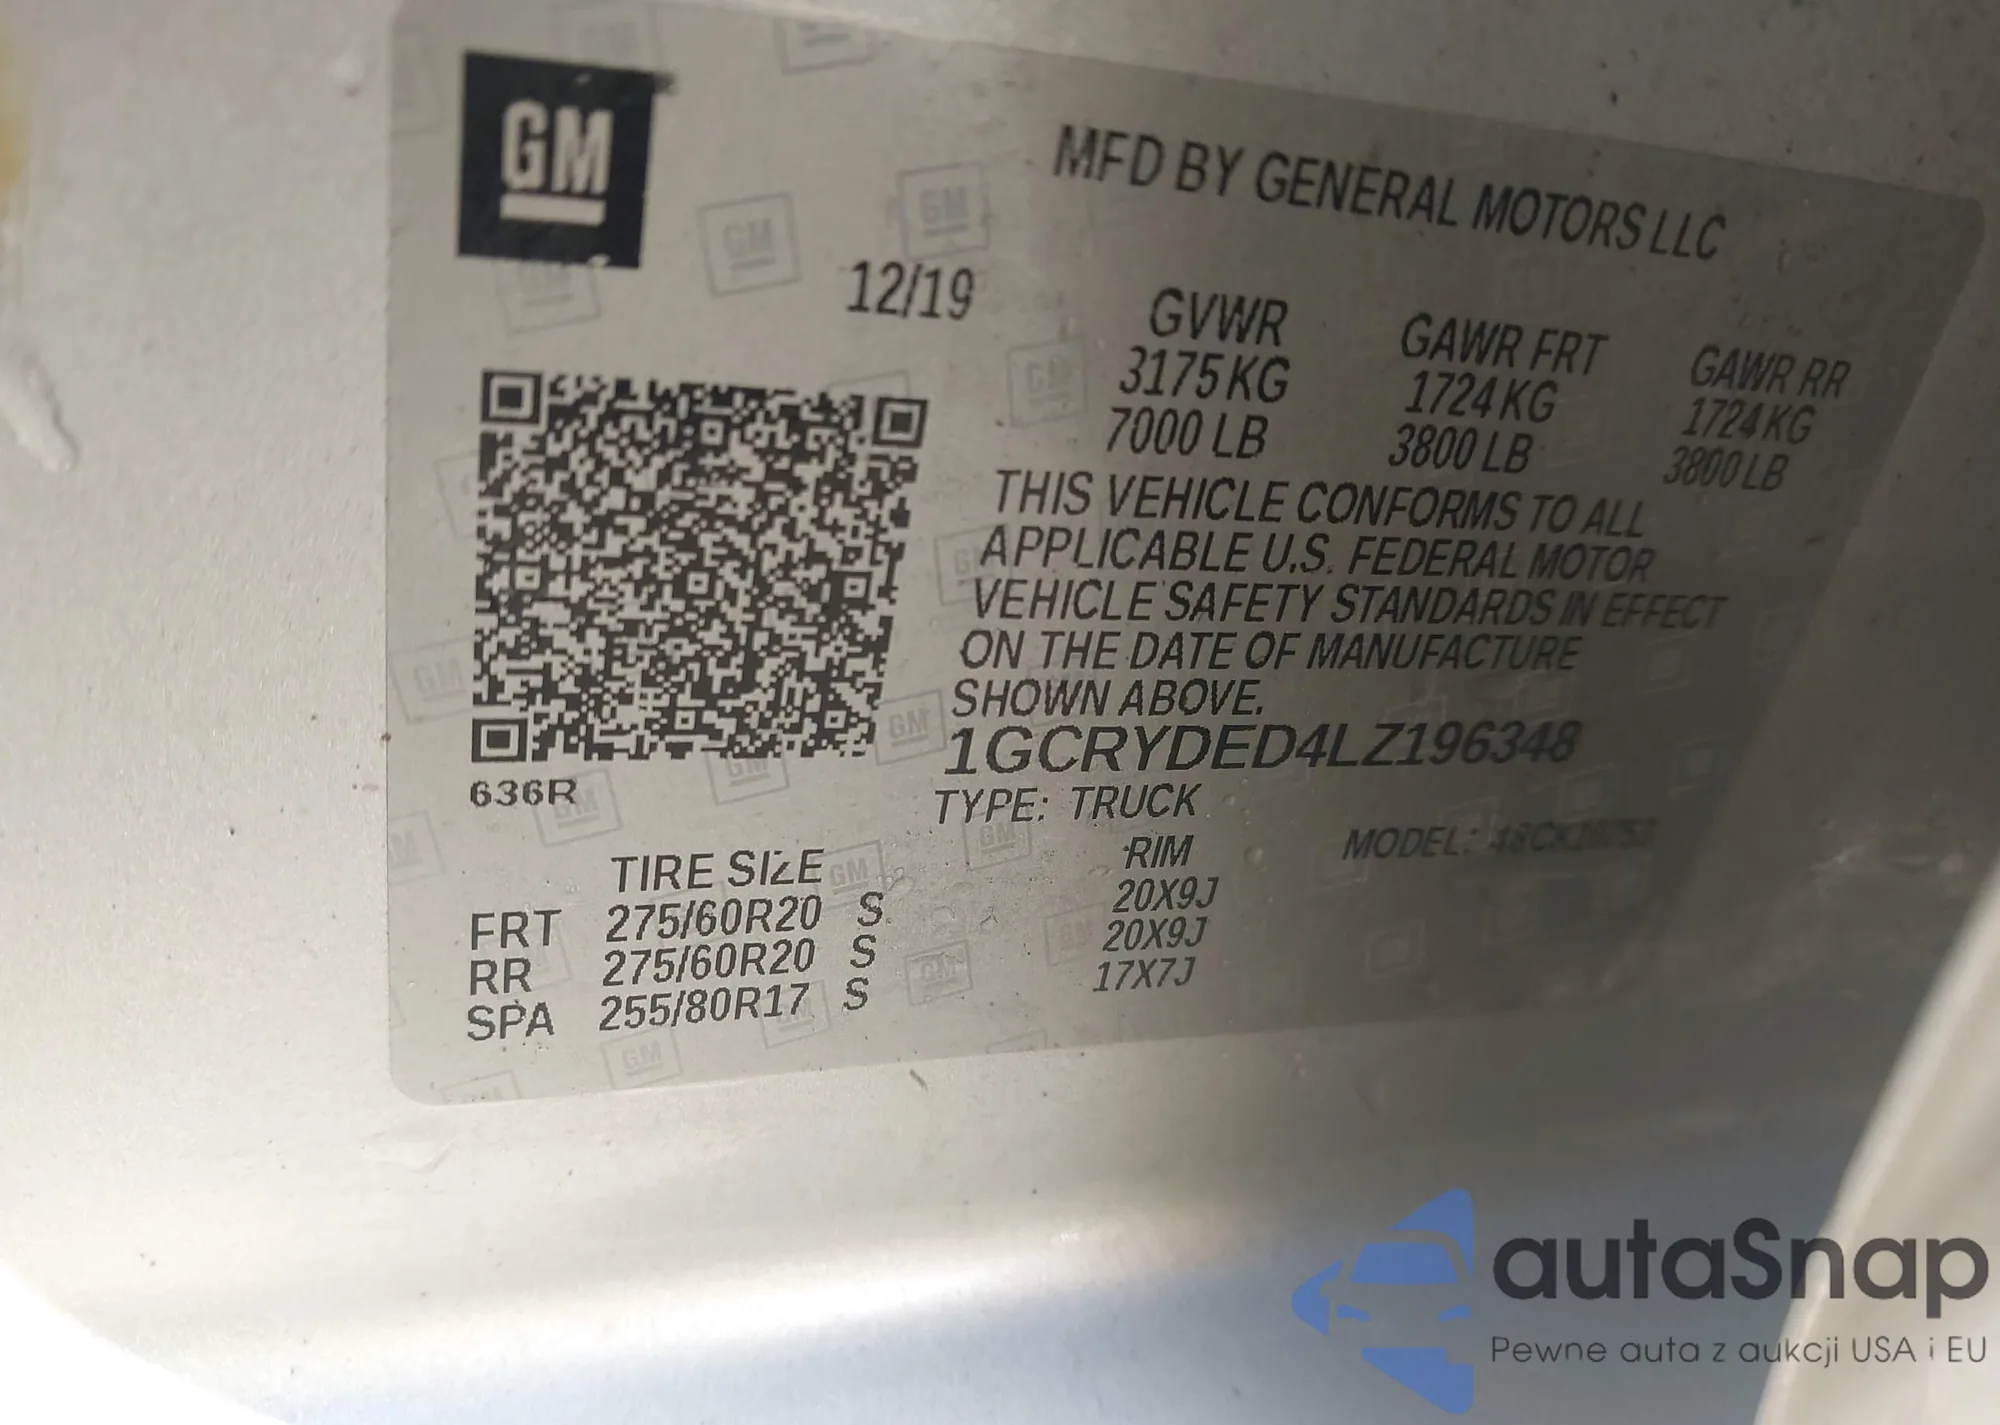 GM
MFD BY GENERAL MOTORS LLC
12/19
GVWR GAWR FRT GAWR RR
3175 KG 1724 KG 1724 KG
7000 LB 3800 LB 3800 LB
THIS VEHICLE CONFORMS TO ALL
APPLICABLE U.S. FEDERAL MOTOR
VEHICLE SAFETY STANDARDS IN EFFECT
ON THE DATE OF MANUFACTURE
SHOWN ABOVE.
1GCRYDED4LZ196348
636R
TYPE: TRUCK MODEL:
TIRE SIZE RIM
FRT 275/60R20 S 20X9J
RR 275/60R20 S 20X9J
SPA 255/80R17 S 17X7J
autaSnap
Pewne auta z aukcji USA i EU